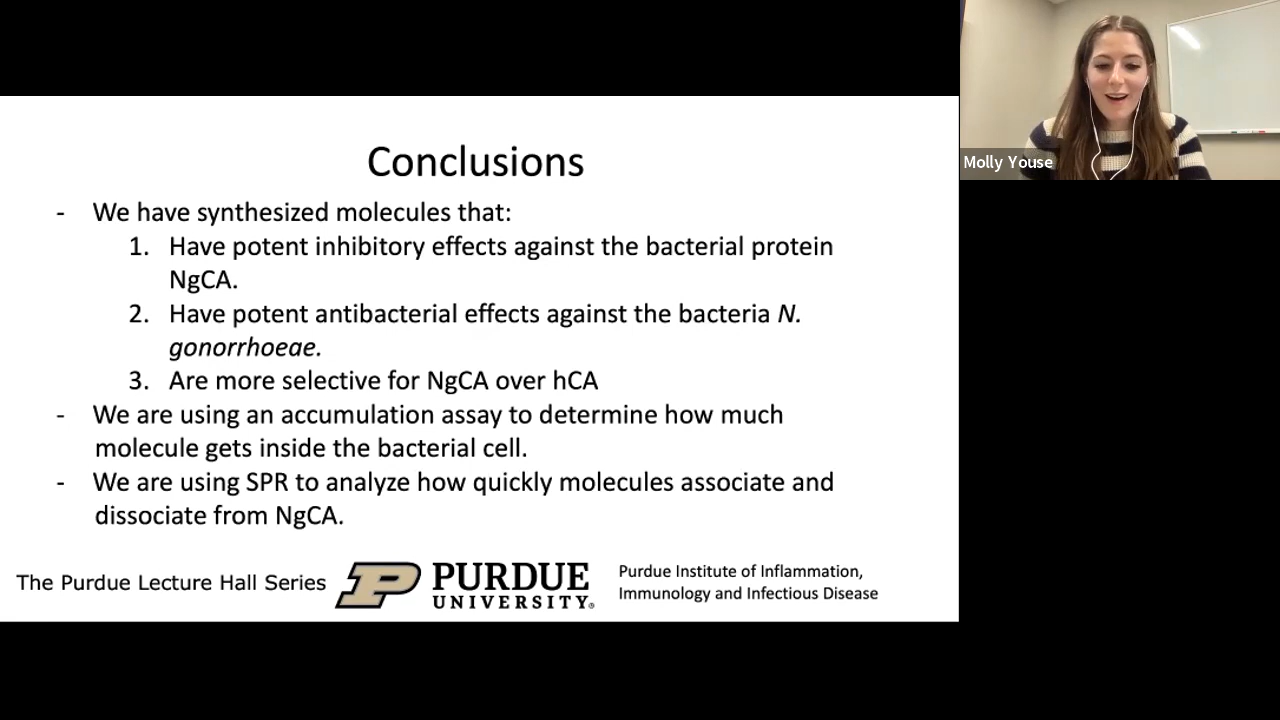 Conclusions
- We have synthesized molecules that:
1. Have potent inhibitory effects against the bacterial protein
NgCA.
2. Have potent antibacterial effects against the bacteria N.
gonorrhoeae.
3. Are more selective for NgCA over hCA
- We are using an accumulation assay to determine how much
molecule gets inside the bacterial cell.
- We are using SPR to analyze how quickly molecules associate and
dissociate from NgCA.
The Purdue Lecture Hall Series
P
PURDUE
UNIVERSITY®
Purdue Institute of Inflammation,
Immunology and Infectious Disease
Molly Youse